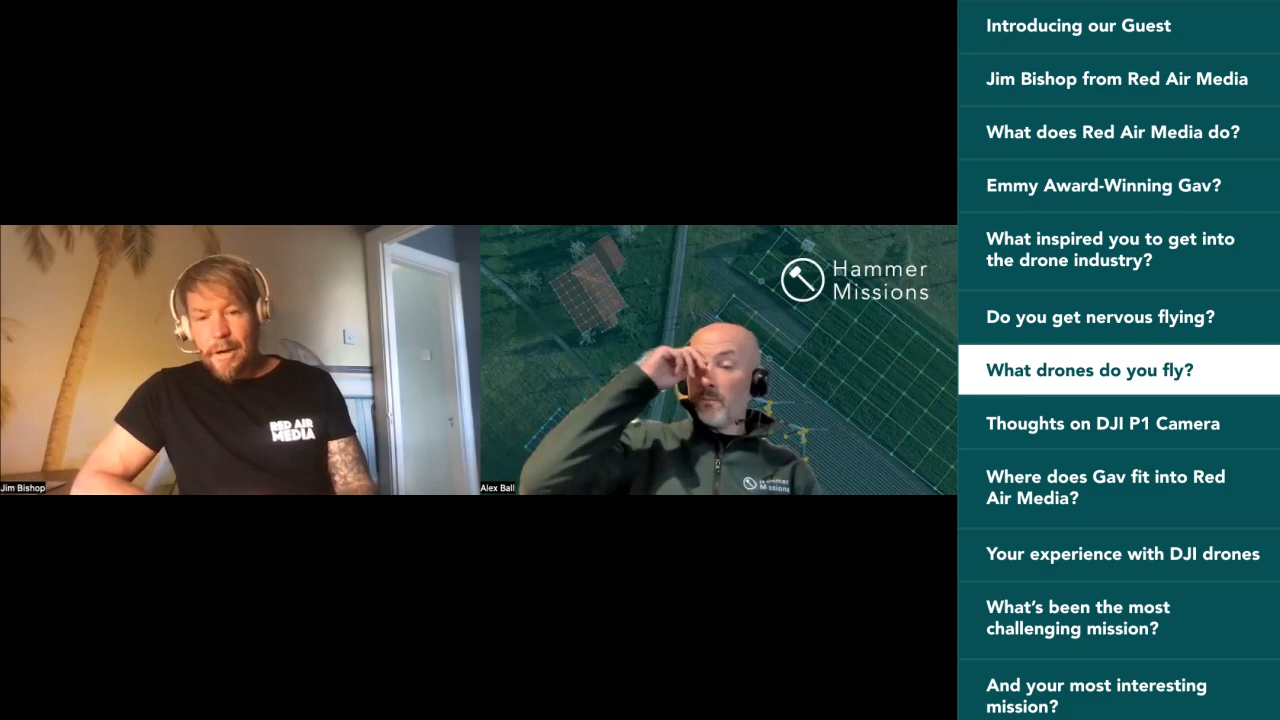 Introducing our Guest
Jim Bishop from Red Air Media
What does Red Air Media do?
Emmy Award-Winning Gav?
What inspired you to get into
the drone industry?
Do you get nervous flying?
What drones do you fly?
Thoughts on DJI P1 Camera
Where does Gav fit into Red
Air Media?
Your experience with DJI drones
What's been the most
challenging mission?
And your most interesting
mission?
Hammer
Missions
RED AIR
MEDIA
Hammer
Missions
Jim Bishop
Alex Ball